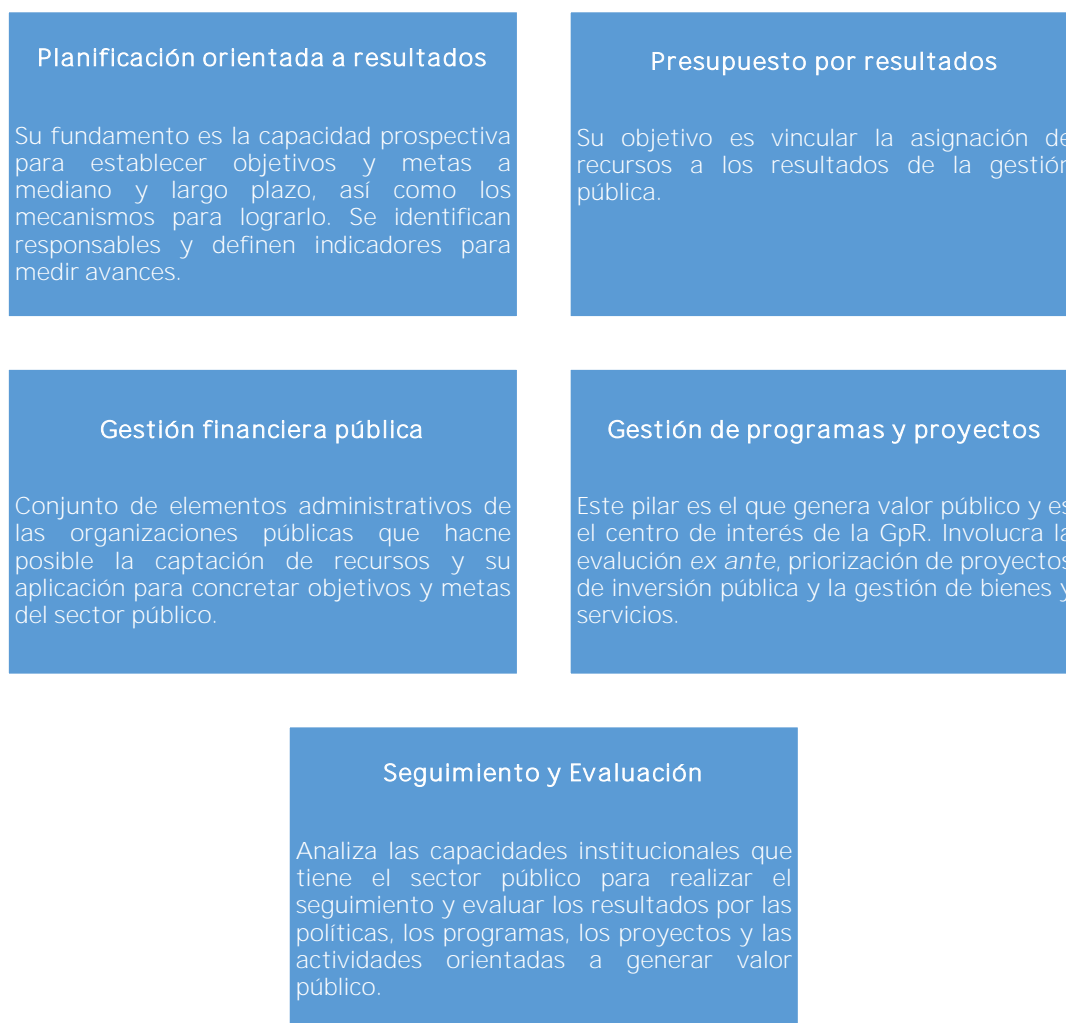 Planificación orientada a resultados
Su fundamento es la capacidad prospectiva
para establecer objetivos y metas a
mediano y largo plazo, así como los
mecanismos para lograrlo. Se identifican
responsables y definen indicadores para
medir avances.
Presupuesto por resultados
Su objetivo es vincular la asignación de
recursos a los resultados de la gestión
pública.
Gestión financiera pública
Conjunto de elementos administrativos de
las organizaciones públicas que hacne
posible la captación de recursos y su
aplicación para concretar objetivos y metas
del sector público.
Gestión de programas y proyectos
Este pilar es el que genera valor público y es
el centro de interés de la GpR. Involucra la
evalución ex ante, priorización de proyectos
de inversión pública y la gestión de bienes y
servicios.
Seguimiento y Evaluación
Analiza las capacidades institucionales que
tiene el sector público para realizar el
seguimiento y evaluar los resultados por las
políticas, los programas, los proyectos y las
actividades orientadas a generar valor
público.